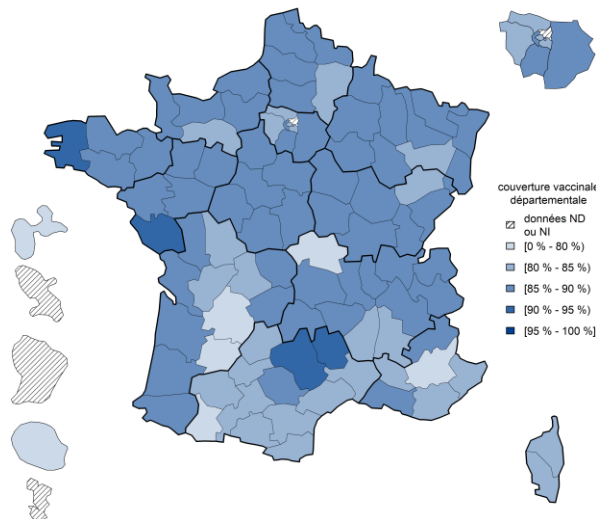 couverture vaccinale
départementale
données ND
ou NI
[0 % - 80 %)
[80 % - 85 %)
[85 % - 90 %)
[90 % - 95 %)
[95 % - 100 %]